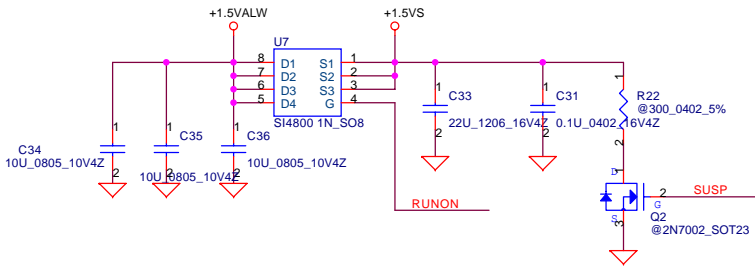 +1.5VALW
+1.5VS
U7
8 D1 S1 1
7 D2 S2 2
6 D3 S3 3
5 D4 G 4
SI4800 1N_SO8
1
C34
10U_0805_10V4Z
2
1
C35
10U_0805_10V4Z
2
1
C36
10U_0805_10V4Z
2
RUNON
1
C33
22U_1206_16V4Z
2
1
C31
0.1U_0402_16V4Z
2
1
R22
@300_0402_5%
2
1
D
S
3
G
2
SUSP
Q2
@2N7002_SOT23